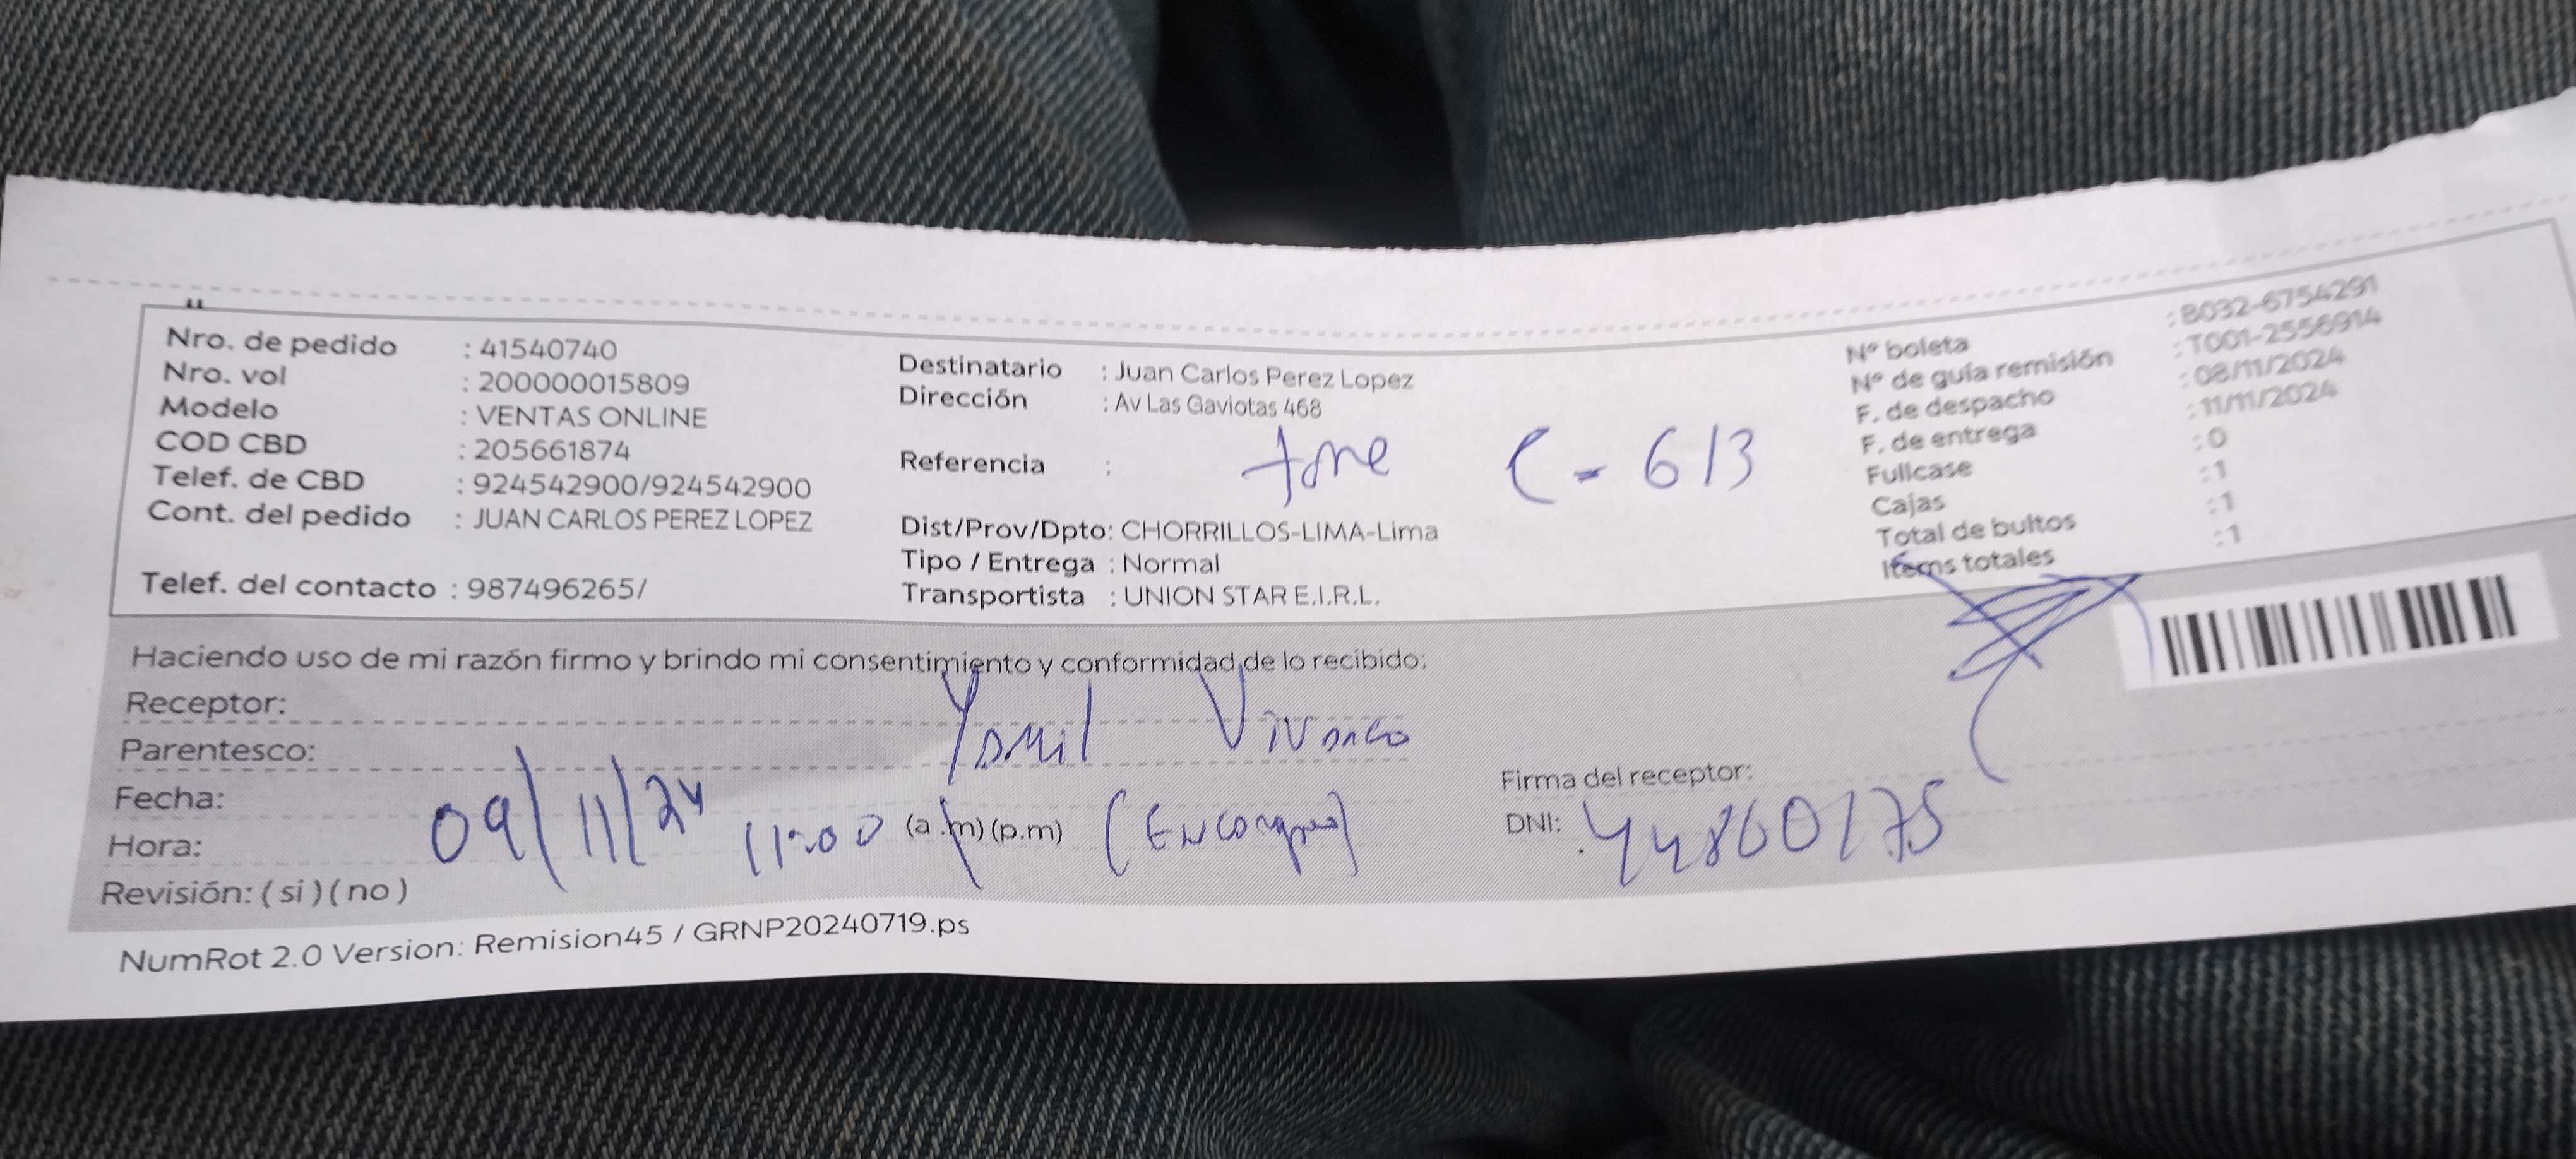 Nro. de pedido : 41540740
Nro. vol : 200000015809
Modelo : VENTAS ONLINE
COD CBD : 205661874
Telef. de CBD : 924542900/924542900
Cont. del pedido : JUAN CARLOS PEREZ LOPEZ
Telef. del contacto : 987496265/
Destinatario : Juan Carlos Perez Lopez
Dirección : Av Las Gaviotas 468
Referencia : C - 613
Dist/Prov/Dpto: CHORRILLOS-LIMA-Lima
Tipo / Entrega : Normal
Transportista : UNION STAR E.I.R.L.
N° boleta : B032-6754291
N° de guía remisión : T001-2556914
F. de despacho : 08/11/2024
F. de entrega : 11/11/2024
Fullcase : 0
Cajas : 1
Total de bultos : 1
Items totales : 1
Haciendo uso de mi razón firmo y brindo mi consentimiento y conformidad de lo recibido:
Receptor: Yamil Vivanco
Parentesco:
Fecha: 09/11/24
Hora: 11:00 (a.m) (p.m)
Revisión: ( si ) ( no )
Firma del receptor:
DNI: 44860175
NumRot 2.0 Version: Remision45 / GRNP20240719.ps